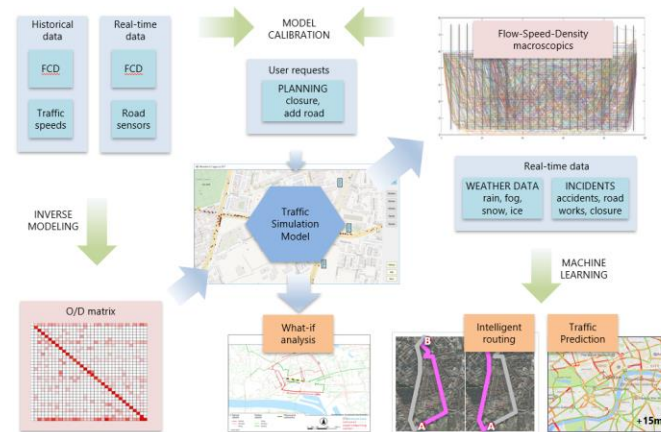 Historical
data
FCD
Traffic
speeds
Real-time
data
FCD
Road
sensors
MODEL
CALIBRATION
User requests
PLANNING
closure,
add road
Flow-Speed-Density
macroscopics
Real-time data
WEATHER DATA
rain, fog,
snow, ice
INCIDENTS
accidents, road
works, closure
INVERSE
MODELING
Traffic
Simulation
Model
MACHINE
LEARNING
O/D matrix
What-if
analysis
Intelligent
routing
Traffic
Prediction
B
A
A
+15m